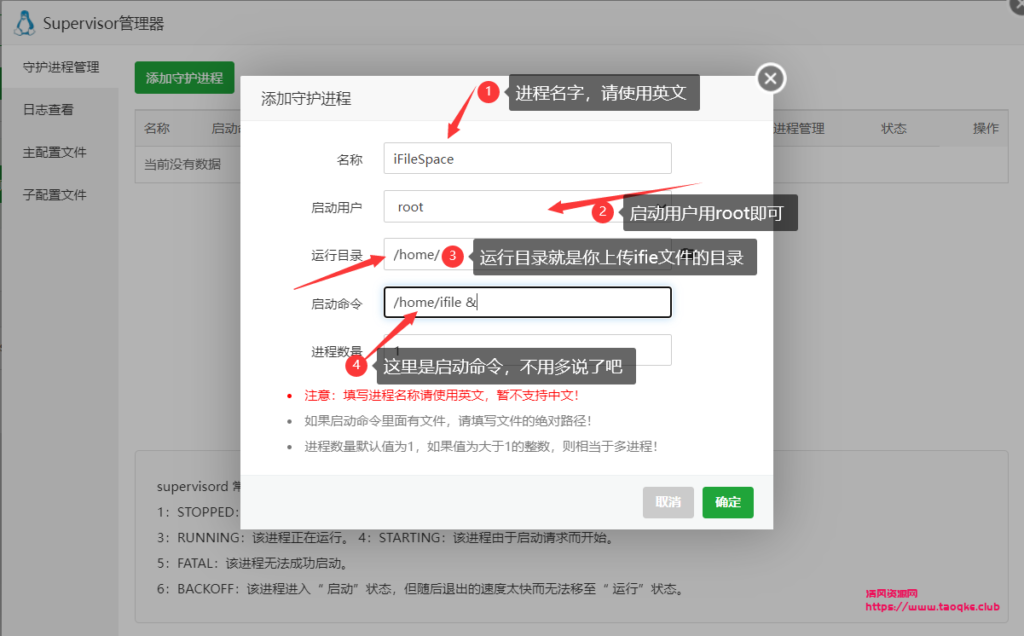 Supervisor管理器
守护进程管理
日志查看
主配置文件
子配置文件
添加守护进程
名称
启动
进程管理
状态
操作
当前没有数据
添加守护进程
1 进程名字，请使用英文
名称
iFileSpace
启动用户
root
2 启动用户用root即可
运行目录
/home/
3 运行目录就是你上传ifie文件的目录
启动命令
/home/ifile &
进程数量
1
4 这里是启动命令，不用多说了吧
注意：填写进程名称请使用英文，暂不支持中文！
如果启动命令里面有文件，请填写文件的绝对路径！
进程数量默认值为1，如果值为大于1的整数，则相当于多进程！
取消
确定
supervisord 常
1：STOPPED：
3：RUNNING：该进程正在运行。 4：STARTING：该进程由于启动请求而开始。
5：FATAL：该进程无法成功启动。
6：BACKOFF：该进程进入“ 启动”状态，但随后退出的速度太快而无法移至“ 运行”状态。
清风资源网
https://www.taoqks.club